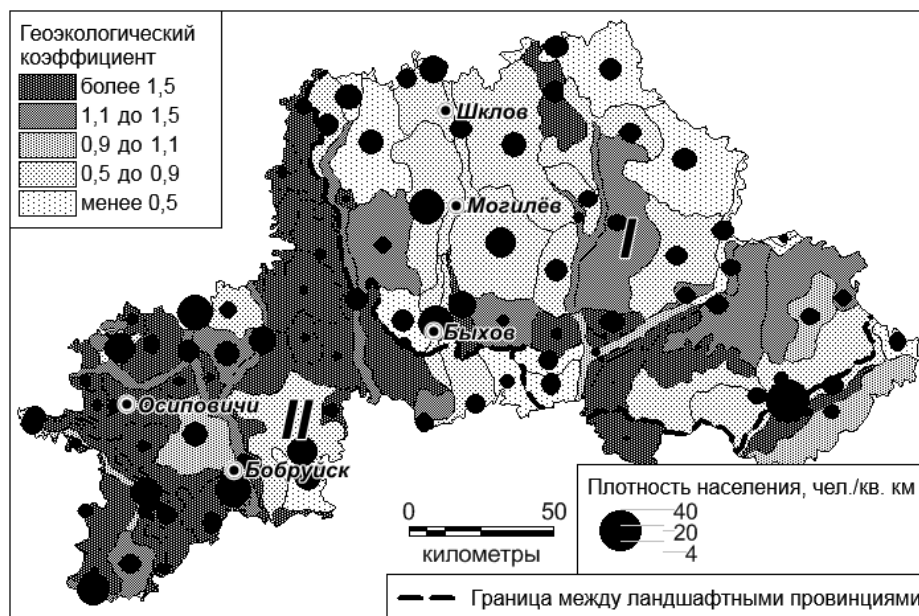 Геоэкологический
коэффициент
более 1,5
1,1 до 1,5
0,9 до 1,1
0,5 до 0,9
менее 0,5
Шклов
Могилёв
I
Быхов
Осиповичи
II
Бобруйск
0 50
километры
Плотность населения, чел./кв. км
40
20
4
Граница между ландшафтными провинциями